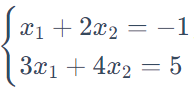 x₁ + 2x₂ = −1
3x₁ + 4x₂ = 5